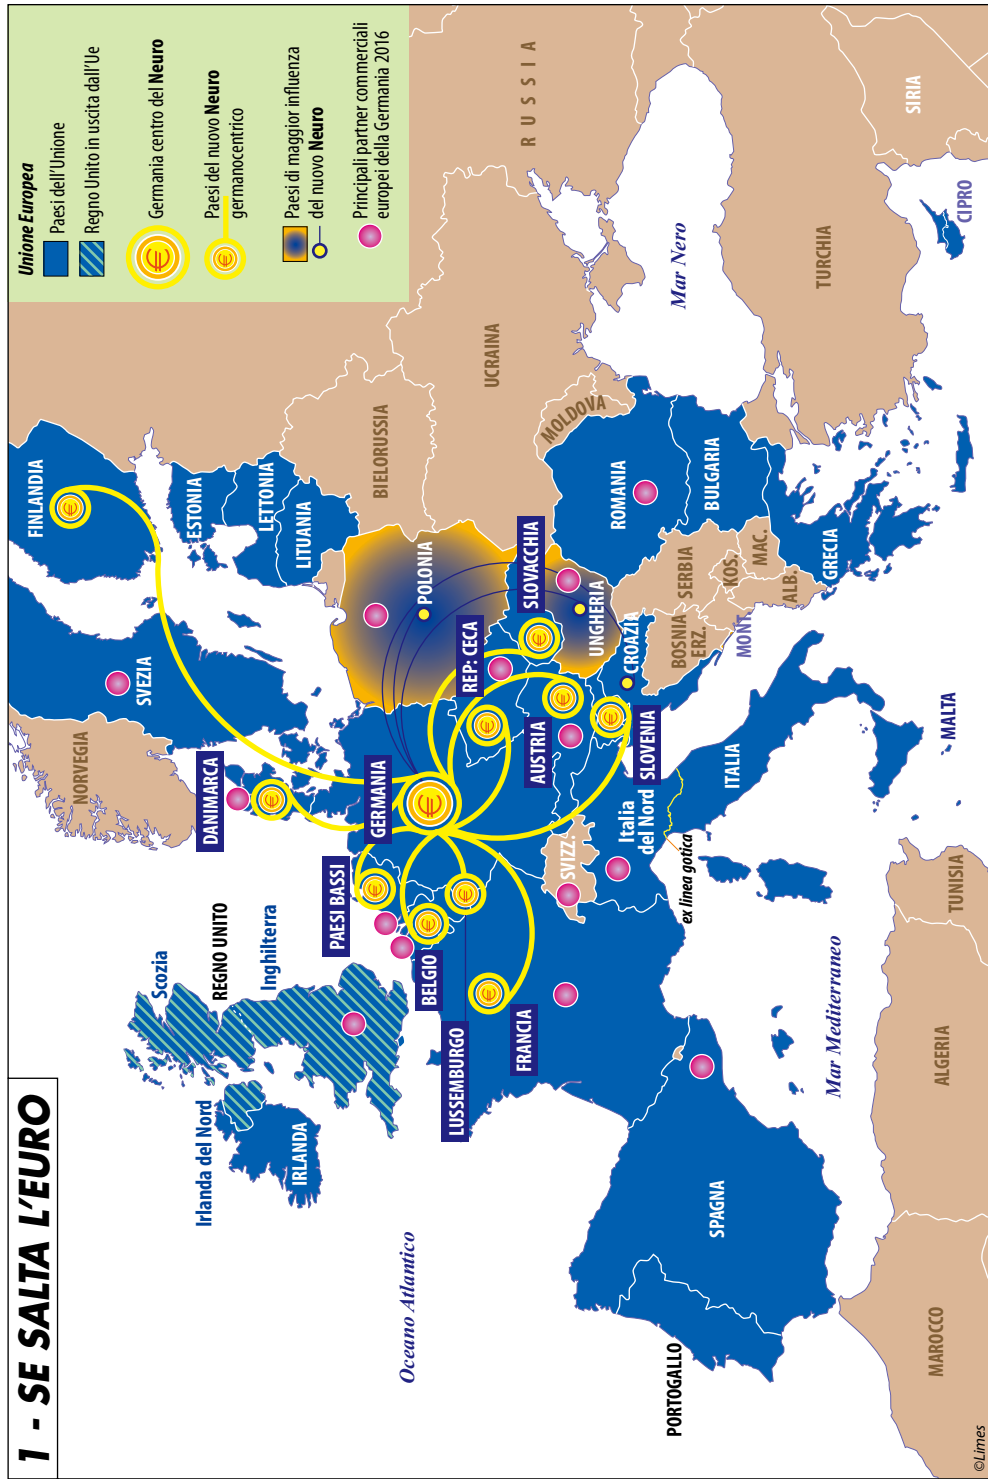 1 - SE SALTA L'EURO
Unione Europea
Paesi dell'Unione
Regno Unito in uscita dall'Ue
Germania centro del Neuro
Paesi del nuovo Neuro
germanocentrico
Paesi di maggior influenza
del nuovo Neuro
Principali partner commerciali
europei della Germania 2016
NORVEGIA
SVEZIA
FINLANDIA
RUSSIA
ESTONIA
LETTONIA
LITUANIA
BIELORUSSIA
Scozia
REGNO UNITO
Inghilterra
Irlanda del Nord
IRLANDA
DANIMARCA
PAESI BASSI
GERMANIA
POLONIA
UCRAINA
BELGIO
LUSSEMBURGO
REP: CECA
SLOVACCHIA
MOLDOVA
Oceano Atlantico
FRANCIA
AUSTRIA
SVIZZ.
UNGHERIA
ROMANIA
SLOVENIA
CROAZIA
Italia
del Nord
BOSNIA
ERZ.
SERBIA
KOS.
MONT.
MAC.
ALB.
BULGARIA
Mar Nero
ex linea gotica
ITALIA
GRECIA
TURCHIA
PORTOGALLO
SPAGNA
Mar Mediterraneo
MALTA
CIPRO
SIRIA
MAROCCO
ALGERIA
TUNISIA
©Limes
€
€
€
€
€
€
€
€
€
€